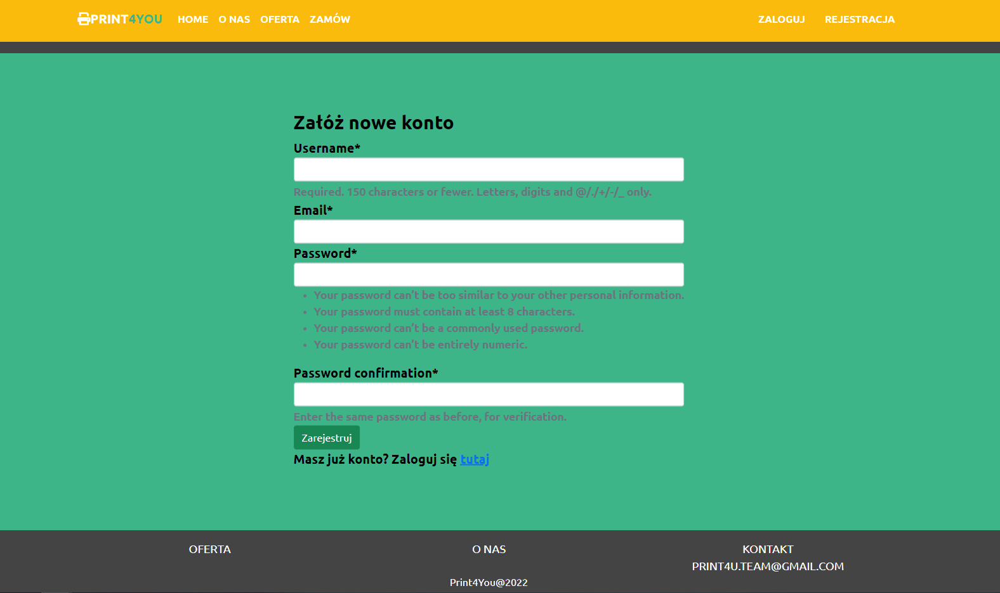 PRINT4YOU HOME O NAS OFERTA ZAMÓW ZALOGUJ REJESTRACJA
Załóż nowe konto
Username*
Required. 150 characters or fewer. Letters, digits and @/./+/-/_ only.
Email*
Password*
• Your password can’t be too similar to your other personal information.
• Your password must contain at least 8 characters.
• Your password can’t be a commonly used password.
• Your password can’t be entirely numeric.
Password confirmation*
Enter the same password as before, for verification.
Zarejestruj
Masz już konto? Zaloguj się tutaj
OFERTA O NAS KONTAKT
PRINT4U.TEAM@GMAIL.COM
Print4You@2022